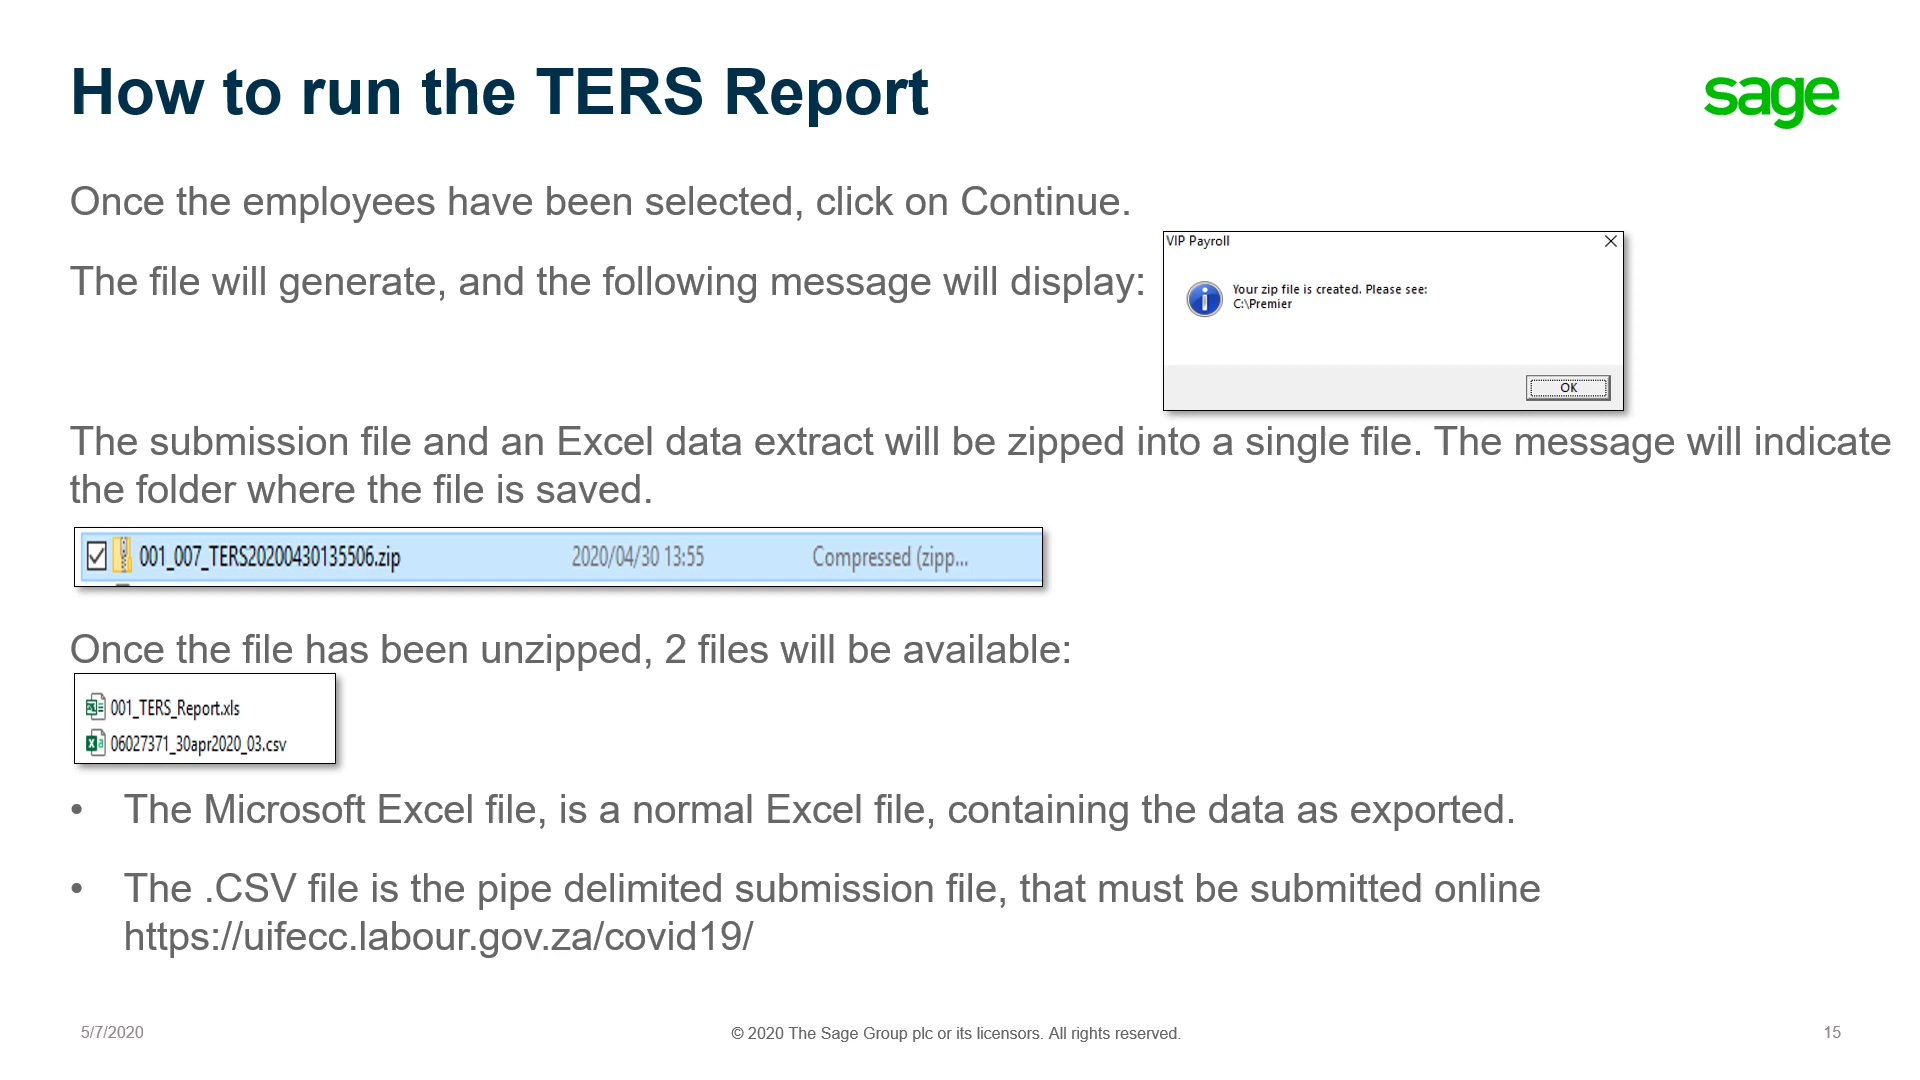 How to run the TERS Report
sage
Once the employees have been selected, click on Continue.
The file will generate, and the following message will display:
VIP Payroll
Your zip file is created. Please see:
C:\Premier
OK
The submission file and an Excel data extract will be zipped into a single file. The message will indicate
the folder where the file is saved.
001_007_TERS20200430135506.zip 2020/04/30 13:55 Compressed (zipp...
Once the file has been unzipped, 2 files will be available:
001_TERS_Report.xls
06027371_30apr2020_03.csv
• The Microsoft Excel file, is a normal Excel file, containing the data as exported.
• The .CSV file is the pipe delimited submission file, that must be submitted online
https://uifecc.labour.gov.za/covid19/
5/7/2020
© 2020 The Sage Group plc or its licensors. All rights reserved.
15